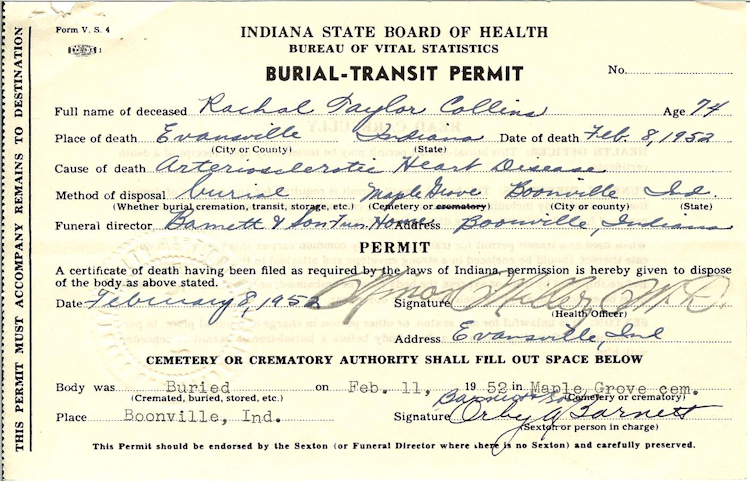 Form V. S. 4
1
INDIANA STATE BOARD OF HEALTH
BUREAU OF VITAL STATISTICS
BURIAL-TRANSIT PERMIT
No.
Full name of deceased Rachal Taylor Collins Age 74
Place of death Evansville Indiana Date of death Feb. 8, 1952
(City or County) (State)
Cause of death Arteriosclerotic Heart Disease
Method of disposal burial Maple Grove Boonville Ind
(Whether burial, cremation, transit, storage, etc.) (Cemetery or crematory) (City or county) (State)
Funeral director Barnett & Son Fun. Home Address Boonville, Indiana
PERMIT
A certificate of death having been filed as required by the laws of Indiana, permission is hereby given to dispose
of the body as above stated.
Date February 8, 1952 Signature Minor Miller M.D.
(Health Officer)
Address Evansville, Ind
CEMETERY OR CREMATORY AUTHORITY SHALL FILL OUT SPACE BELOW
Body was Buried on Feb. 11, 1952 in Maple Grove cem.
(Cremated, buried, stored, etc.) (Cemetery or crematory)
Barnett & Son
Place Boonville, Ind. Signature Orby G Barnett
(Sexton or person in charge)
This Permit should be endorsed by the Sexton (or Funeral Director where there is no Sexton) and carefully preserved.
THIS PERMIT MUST ACCOMPANY REMAINS TO DESTINATION